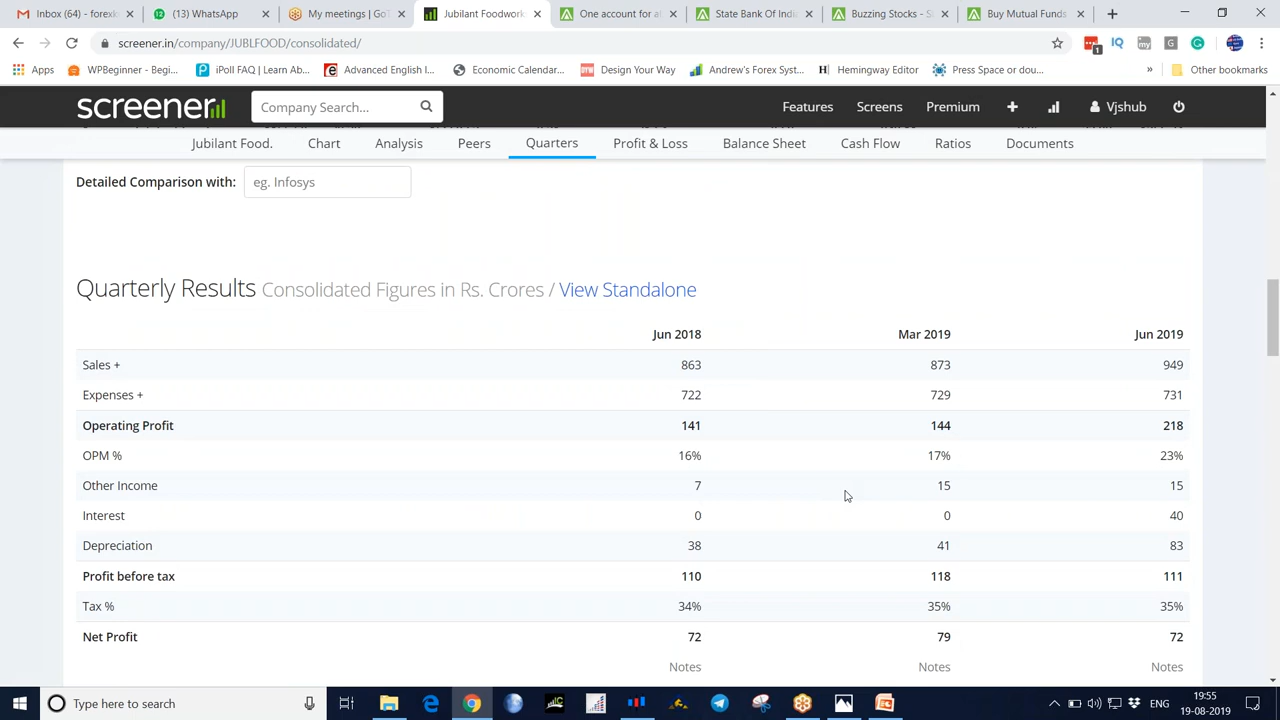 Inbox (64) - forexk
(13) WhatsApp
My meetings | GoT
Jubilant Foodwork
One account for al
State Bank Of Indi
Buzzing Stocks - S
Buy Mutual Funds
screener.in/company/JUBLFOOD/consolidated/
Apps
WPBeginner - Begi...
iPoll FAQ | Learn Ab...
Advanced English I...
Economic Calendar...
Design Your Way
Andrew's Forex Syst...
Hemingway Editor
Press Space or dou...
»
Other bookmarks
screener
Company Search...
Features
Screens
Premium
Vjshub
Jubilant Food.
Chart
Analysis
Peers
Quarters
Profit & Loss
Balance Sheet
Cash Flow
Ratios
Documents
Detailed Comparison with:
eg. Infosys
Quarterly Results Consolidated Figures in Rs. Crores / View Standalone
Jun 2018 Mar 2019 Jun 2019
Sales + 863 873 949
Expenses + 722 729 731
Operating Profit 141 144 218
OPM % 16% 17% 23%
Other Income 7 15 15
Interest 0 0 40
Depreciation 38 41 83
Profit before tax 110 118 111
Tax % 34% 35% 35%
Net Profit 72 79 72
Notes Notes Notes
Type here to search
ENG
19:55
19-08-2019